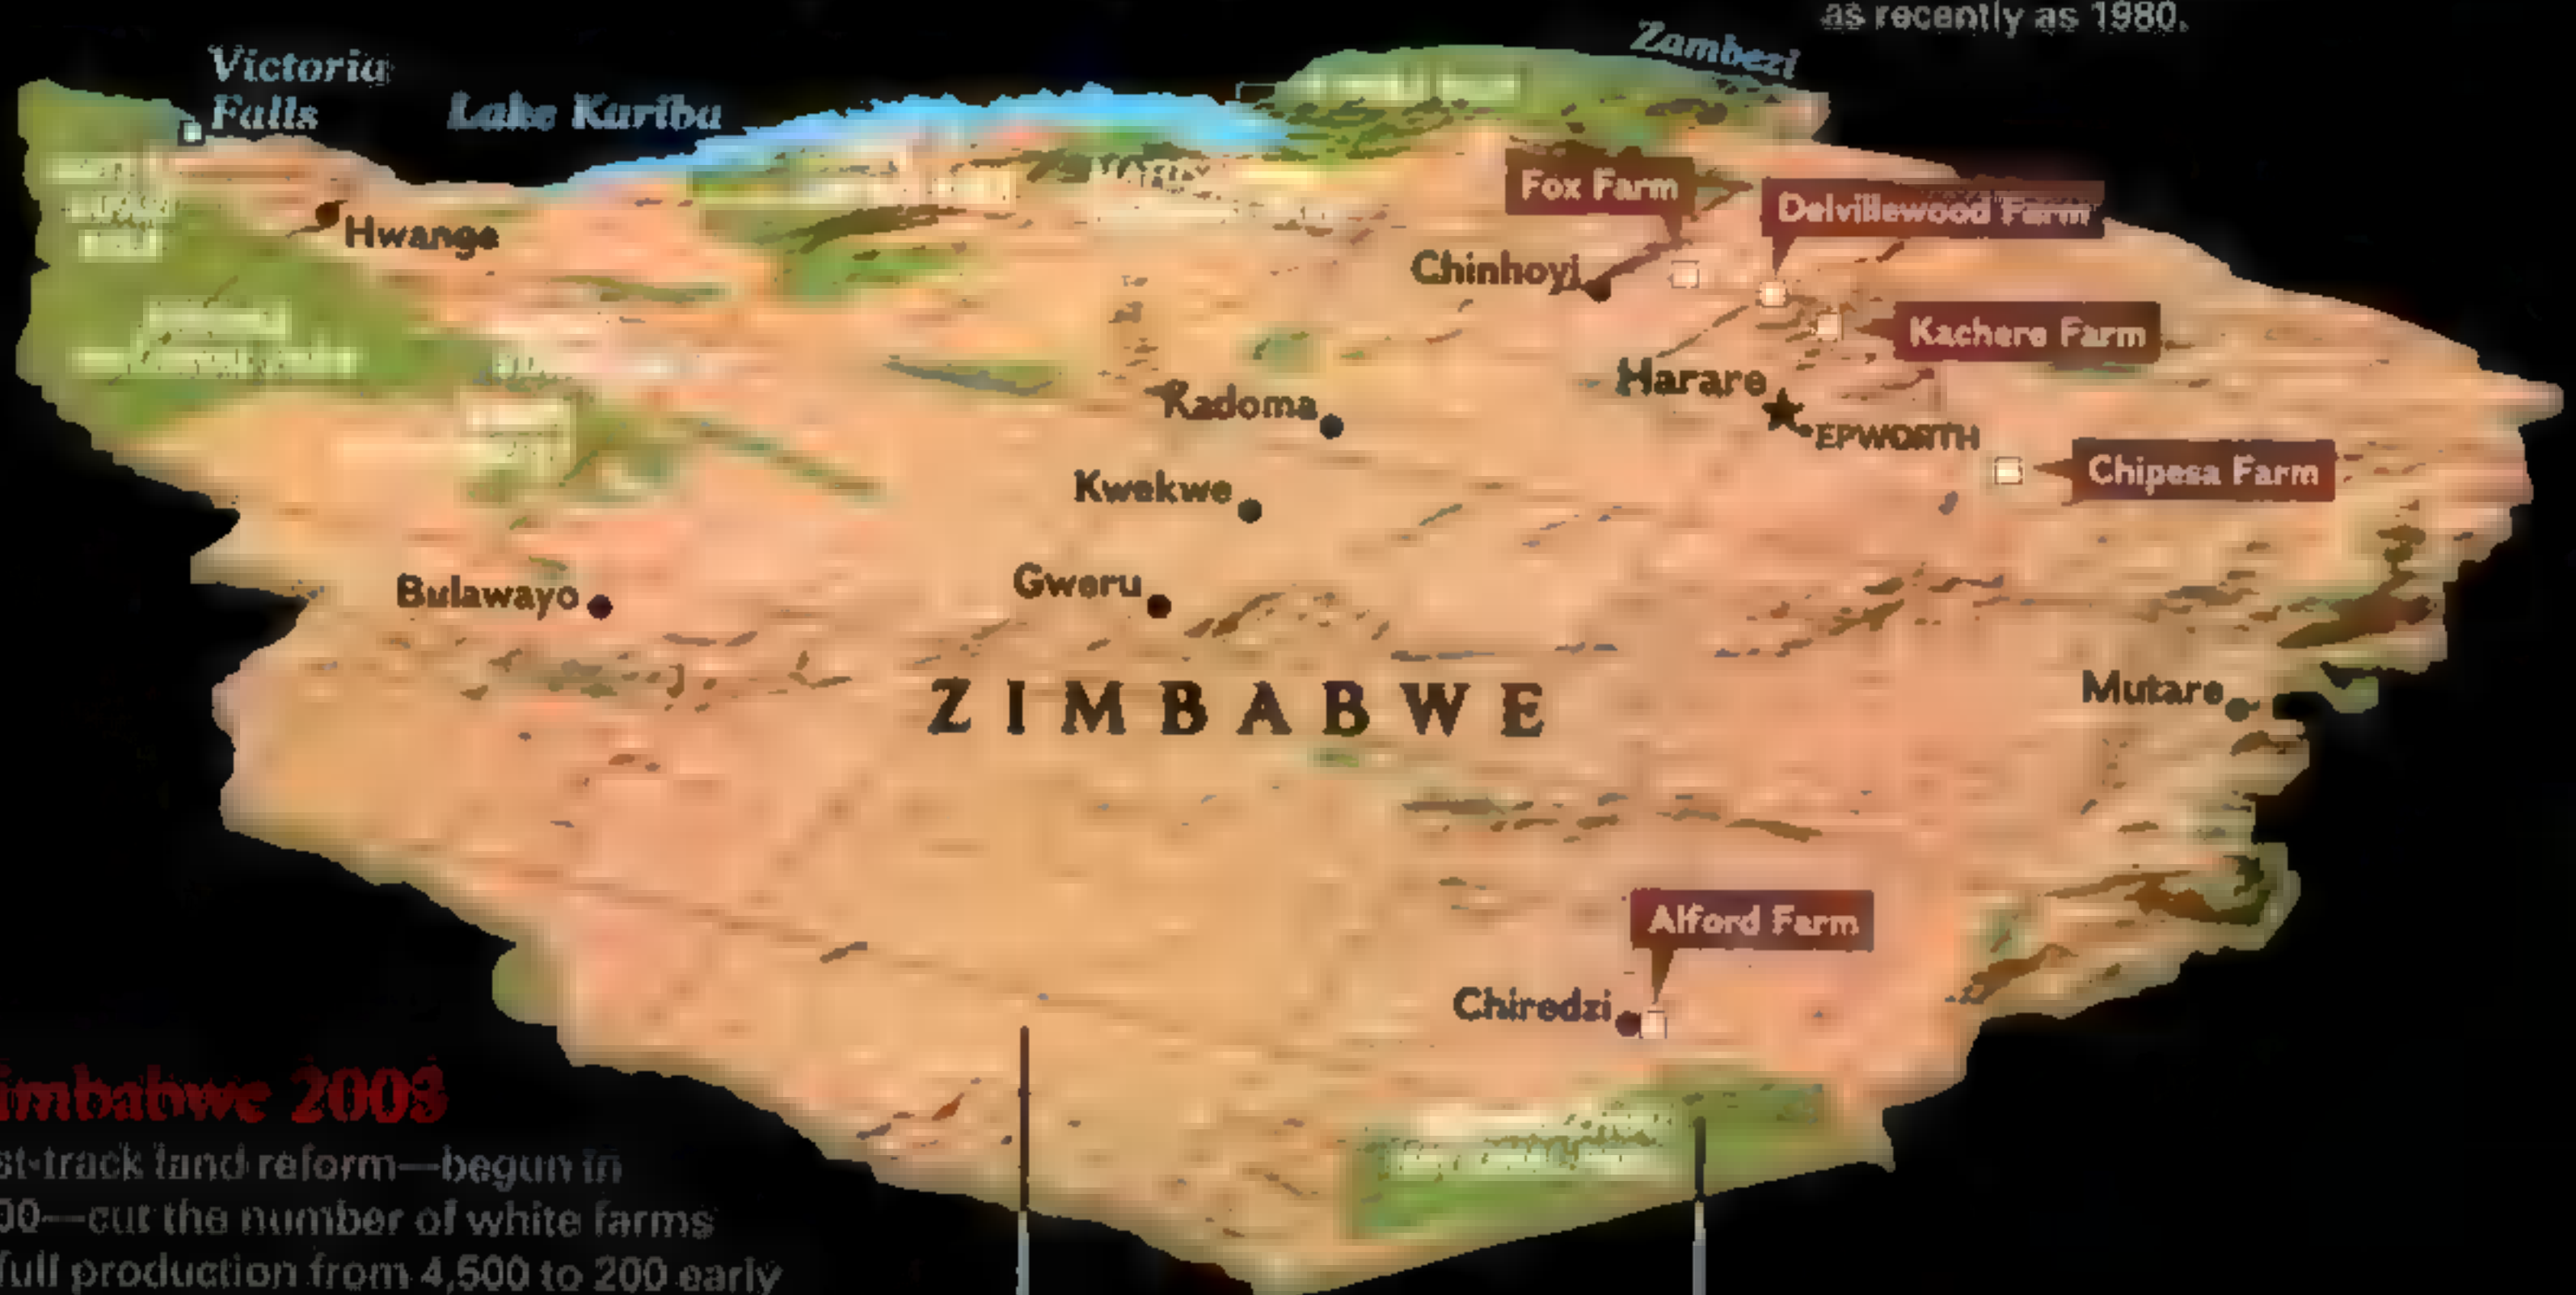 as recently as 1980.
Zambezi
Victoria
Falls
Lake Kariba
Fox Farm
Delvillewood Farm
Hwange
Chinhoyi
Kachere Farm
Harare
EPWORTH
Kadoma
Chipesa Farm
Kwekwe
Bulawayo
Gweru
ZIMBABWE
Mutare
Alford Farm
Chiredzi
imbabwe 2003
st-track land reform—begun in
00—cut the number of white farms
full production from 4,500 to 200 early